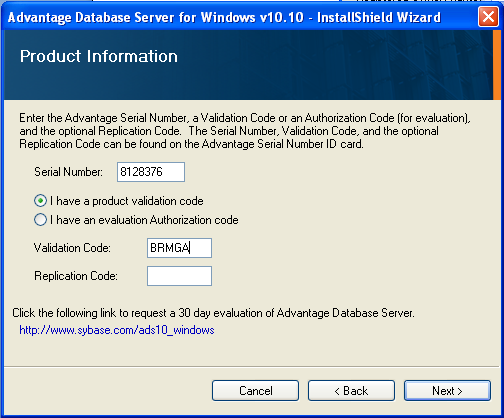 Advantage Database Server for Windows v10.10 - InstallShield Wizard
Product Information
Enter the Advantage Serial Number, a Validation Code or an Authorization Code (for evaluation),
and the optional Replication Code. The Serial Number, Validation Code, and the optional
Replication Code can be found on the Advantage Serial Number ID card.
Serial Number: 8128376
I have a product validation code
I have an evaluation Authorization code
Validation Code: BRMGA
Replication Code:
Click the following link to request a 30 day evaluation of Advantage Database Server.
http://www.sybase.com/ads10_windows
Cancel < Back Next >